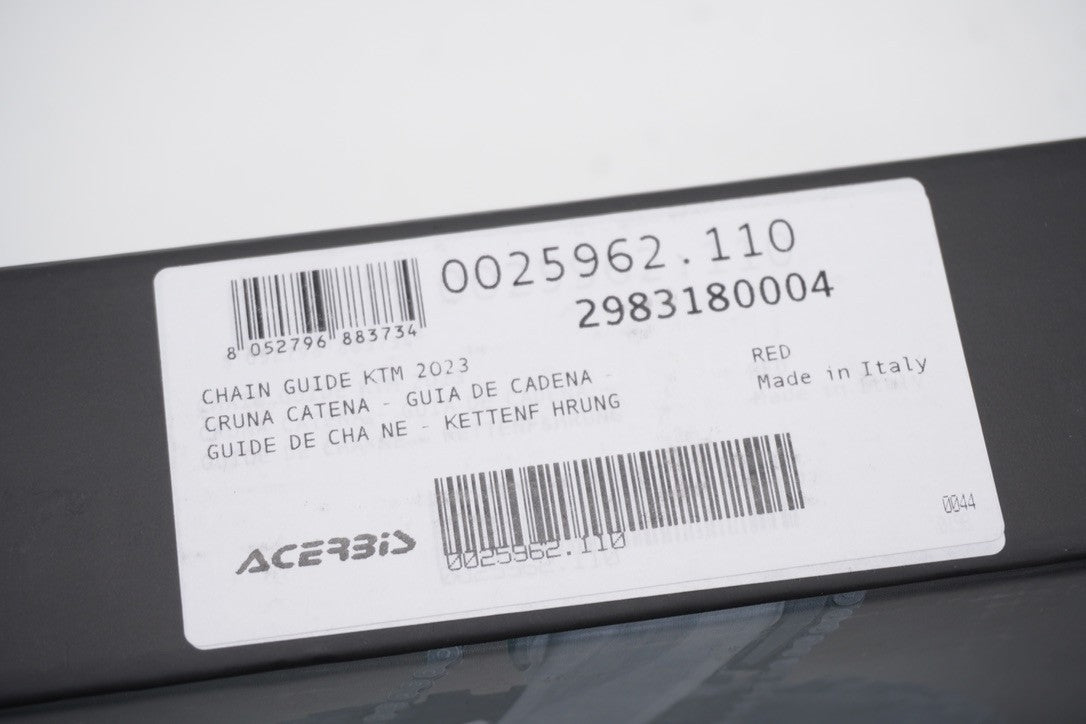 0025962.110
2983180004
8 052796 883734
CHAIN GUIDE KTM 2023
CRUNA CATENA - GUIA DE CADENA -
GUIDE DE CHA NE - KETTENF HRUNG
RED
Made in Italy
ACERBIS
0025962.110
0044